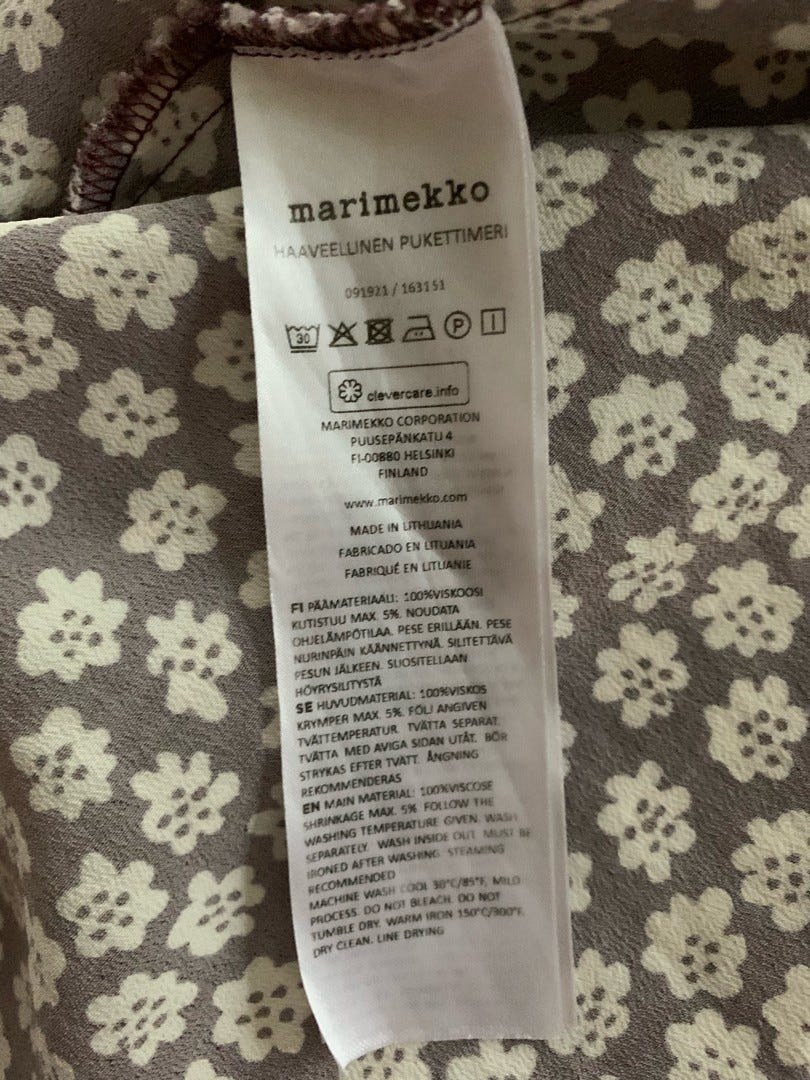 marimekko
HAAVEELLINEN PUKETTIMERI
091921 / 163151
30
P
clevercare.info
MARIMEKKO CORPORATION
PUUSEPÄNKATU 4
FI-00880 HELSINKI
FINLAND
www.marimekko.com
MADE IN LITHUANIA
FABRICADO EN LITUANIA
FABRIQUÉ EN LITUANIE
FI PÄÄMATERIAALI: 100%VISKOOSI
KUTISTUU MAX. 5%. NOUDATA
OHJELÄMPÖTILAA. PESE ERILLÄÄN. PESE
NURINPÄIN KÄÄNNETTYNÄ. SILITETTÄVÄ
PESUN JÄLKEEN. SUOSITELLAAN
HÖYRYSILITYSTÄ
SE HUVUDMATERIAL: 100%VISKOS
KRYMPER MAX. 5%. FÖLJ ANGIVEN
TVÄTTEMPERATUR. TVÄTTA SEPARAT.
TVÄTTA MED AVIGA SIDAN UTÅT. BÖR
STRYKAS EFTER TVÄTT. ÅNGNING
REKOMMENDERAS
EN MAIN MATERIAL: 100%VISCOSE
SHRINKAGE MAX. 5% FOLLOW THE
WASHING TEMPERATURE GIVEN. WASH
SEPARATELY. WASH INSIDE OUT. MUST BE
IRONED AFTER WASHING. STEAMING
RECOMMENDED
MACHINE WASH COOL 30°C/85°F, MILD
PROCESS. DO NOT BLEACH. DO NOT
TUMBLE DRY. WARM IRON 150°C/300°F.
DRY CLEAN. LINE DRYING